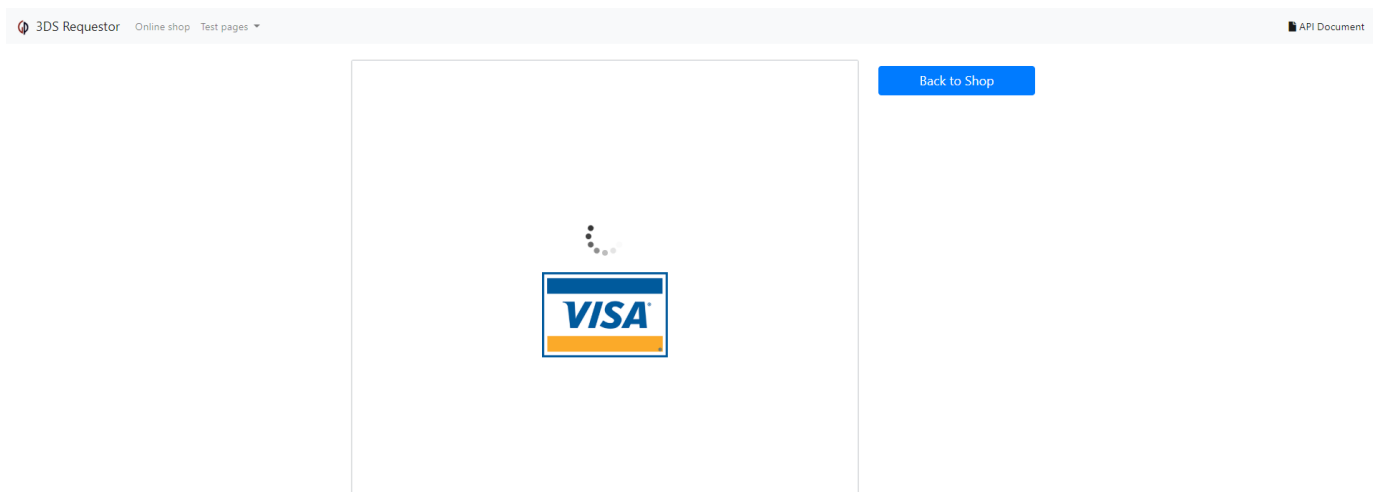 3DS Requestor Online shop Test pages
API Document
Back to Shop
VISA